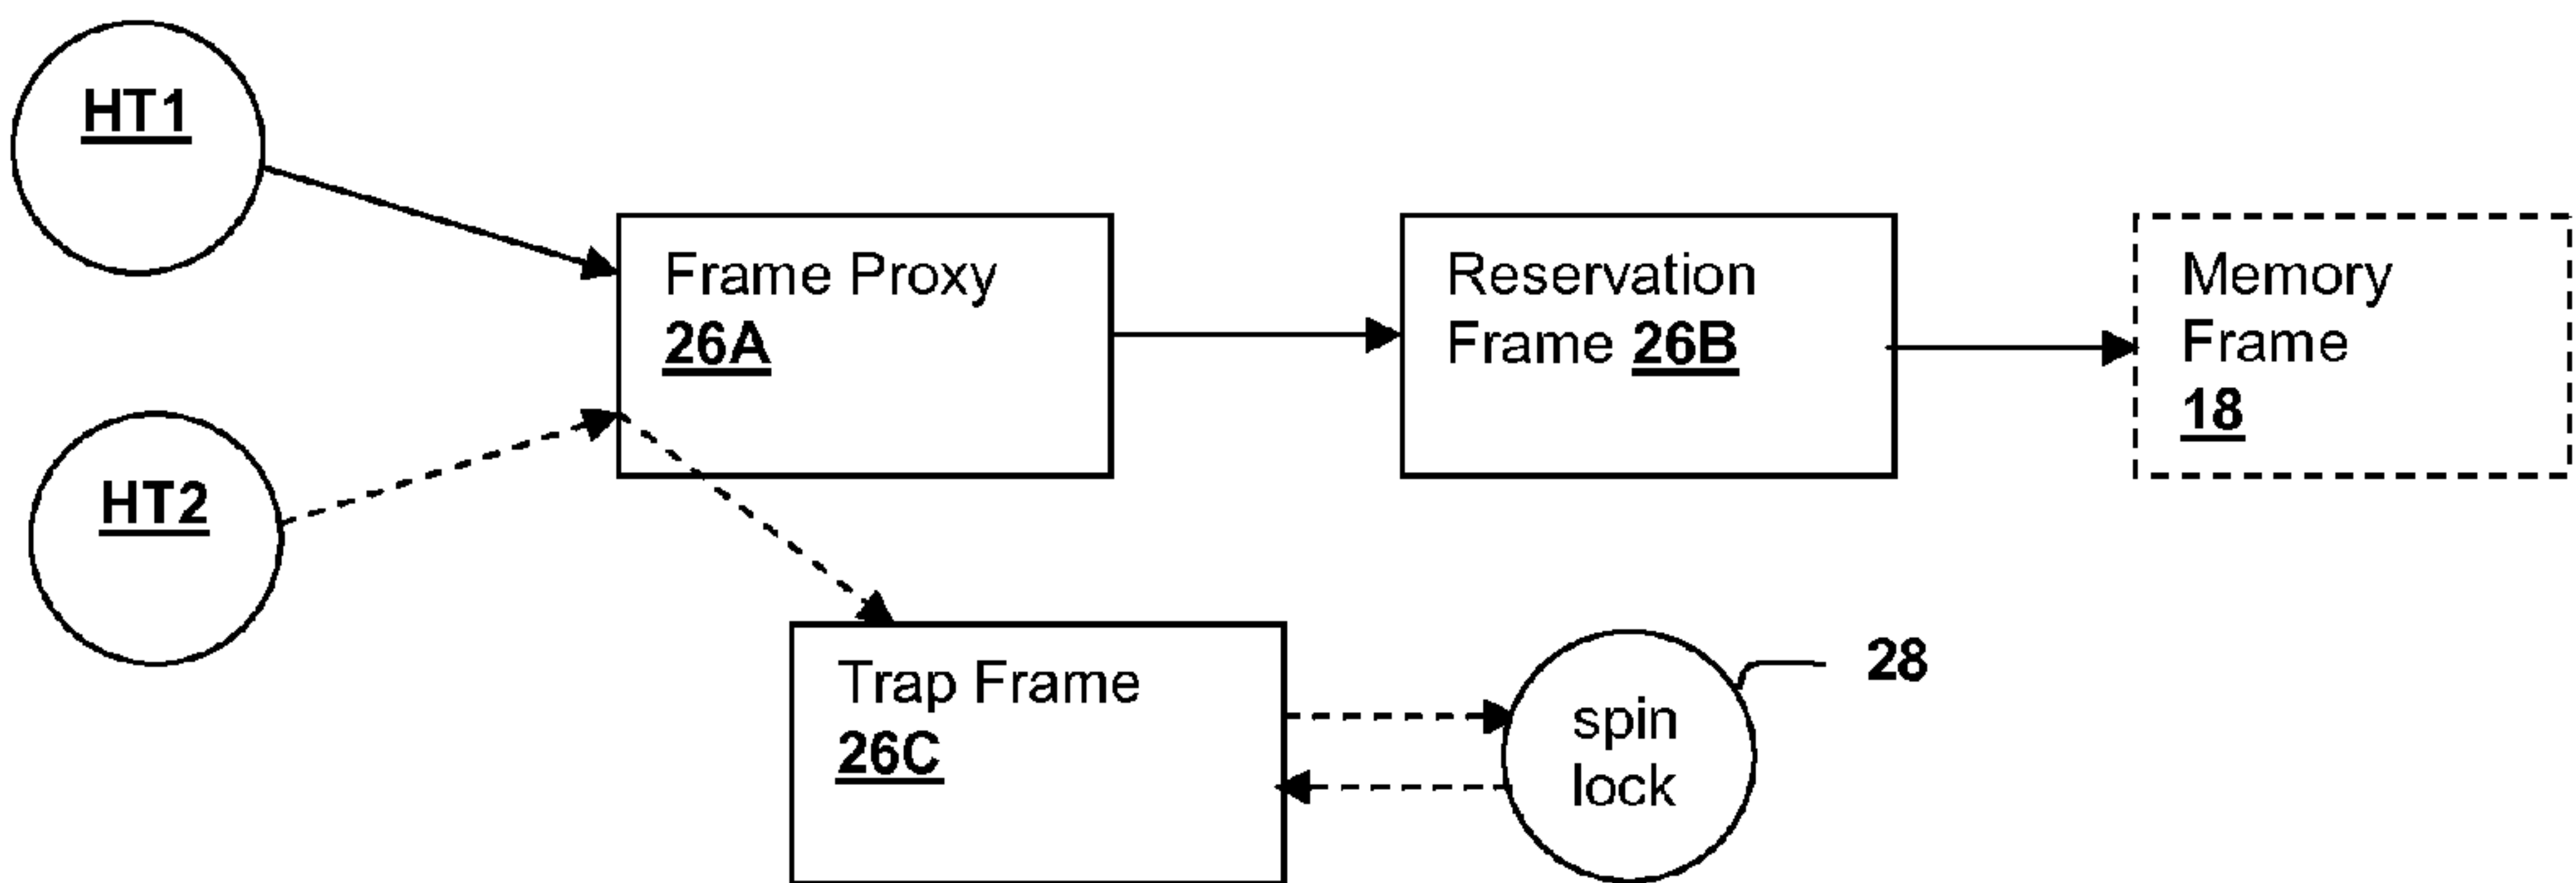 HT1
Frame Proxy
26A
Reservation
Frame 26B
Memory
Frame
18
HT2
Trap Frame
26C
spin
lock
28